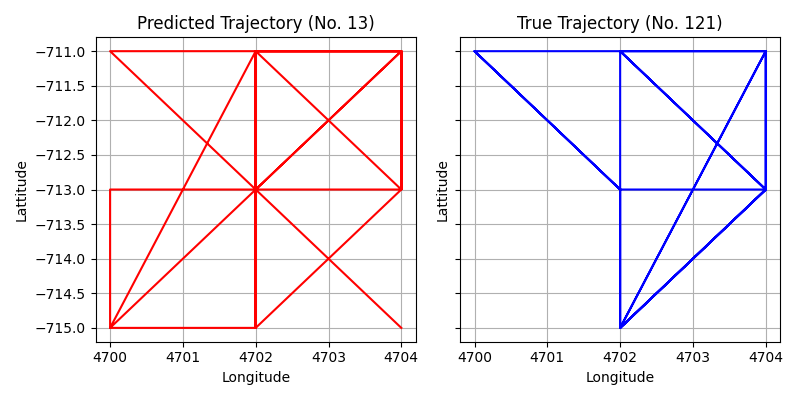 Predicted Trajectory (No. 13)
True Trajectory (No. 121)
Lattitude
−711.0
−711.5
−712.0
−712.5
−713.0
−713.5
−714.0
−714.5
−715.0
4700 4701 4702 4703 4704
Longitude
Lattitude
4700 4701 4702 4703 4704
Longitude